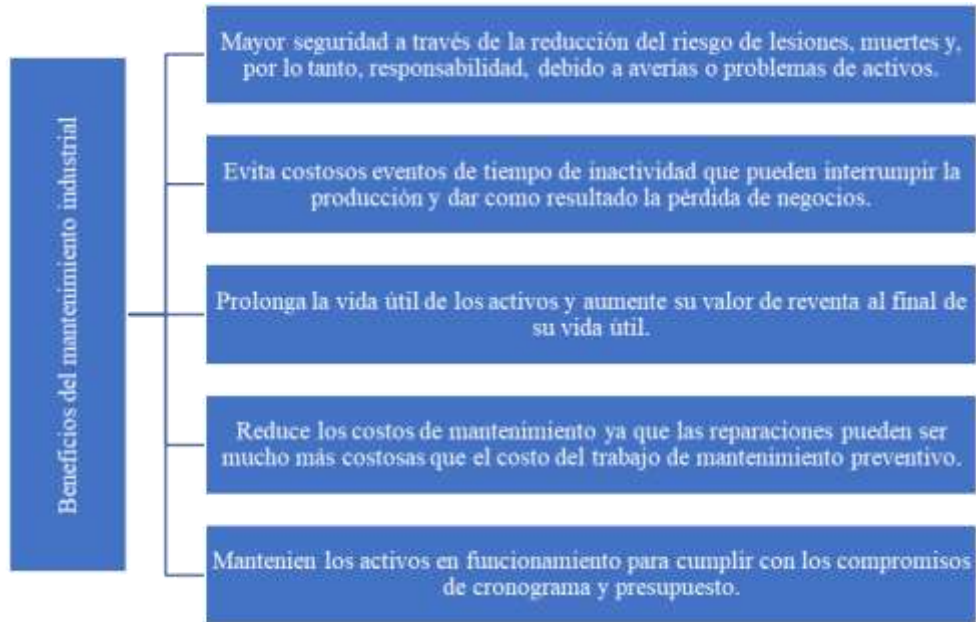 Beneficios del mantenimiento industrial
Mayor seguridad a través de la reducción del riesgo de lesiones, muertes y,
por lo tanto, responsabilidad, debido a averías o problemas de activos.
Evita costosos eventos de tiempo de inactividad que pueden interrumpir la
producción y dar como resultado la pérdida de negocios.
Prolonga la vida útil de los activos y aumente su valor de reventa al final de
su vida útil.
Reduce los costos de mantenimiento ya que las reparaciones pueden ser
mucho más costosas que el costo del trabajo de mantenimiento preventivo.
Mantenien los activos en funcionamiento para cumplir con los compromisos
de cronograma y presupuesto.